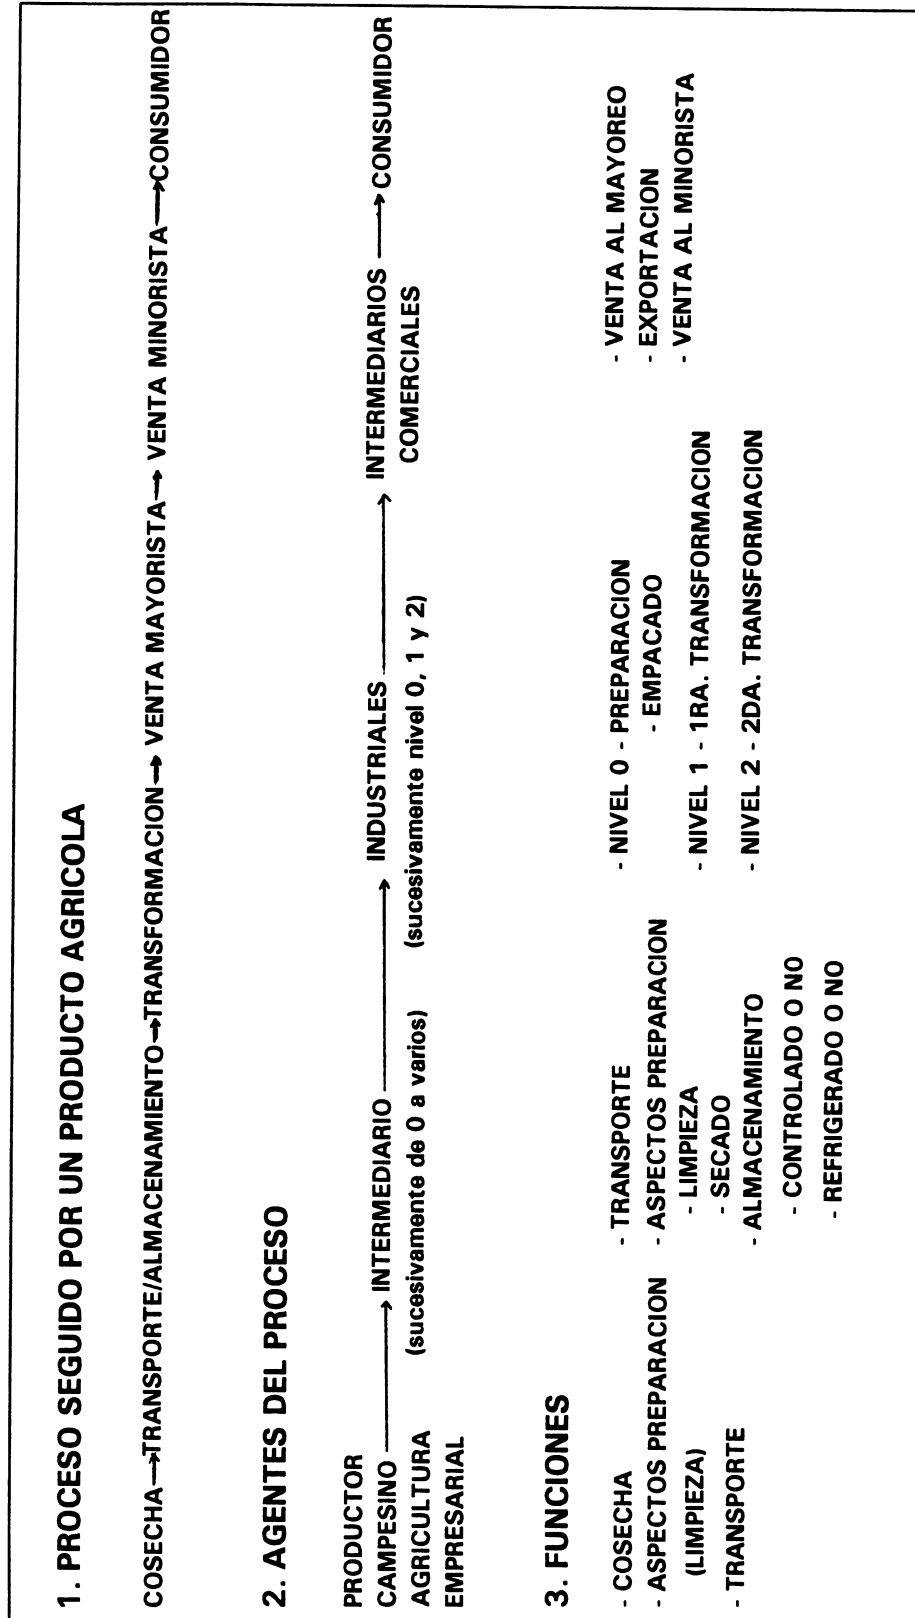 1. PROCESO SEGUIDO POR UN PRODUCTO AGRICOLA
COSECHA→TRANSPORTE/ALMACENAMIENTO→TRANSFORMACION→ VENTA MAYORISTA→ VENTA MINORISTA→CONSUMIDOR
2. AGENTES DEL PROCESO
PRODUCTOR
CAMPESINO → INTERMEDIARIO → INDUSTRIALES → INTERMEDIARIOS → CONSUMIDOR
AGRICULTURA (sucesivamente de 0 a varios) (sucesivamente nivel 0, 1 y 2) COMERCIALES
EMPRESARIAL
3. FUNCIONES
- COSECHA
- ASPECTOS PREPARACION
(LIMPIEZA)
- TRANSPORTE
- TRANSPORTE
- ASPECTOS PREPARACION
- LIMPIEZA
- SECADO
- ALMACENAMIENTO
- CONTROLADO O NO
- REFRIGERADO O NO
- NIVEL 0 - PREPARACION
- EMPACADO
- NIVEL 1 - 1RA. TRANSFORMACION
- NIVEL 2 - 2DA. TRANSFORMACION
- VENTA AL MAYOREO
- EXPORTACION
- VENTA AL MINORISTA